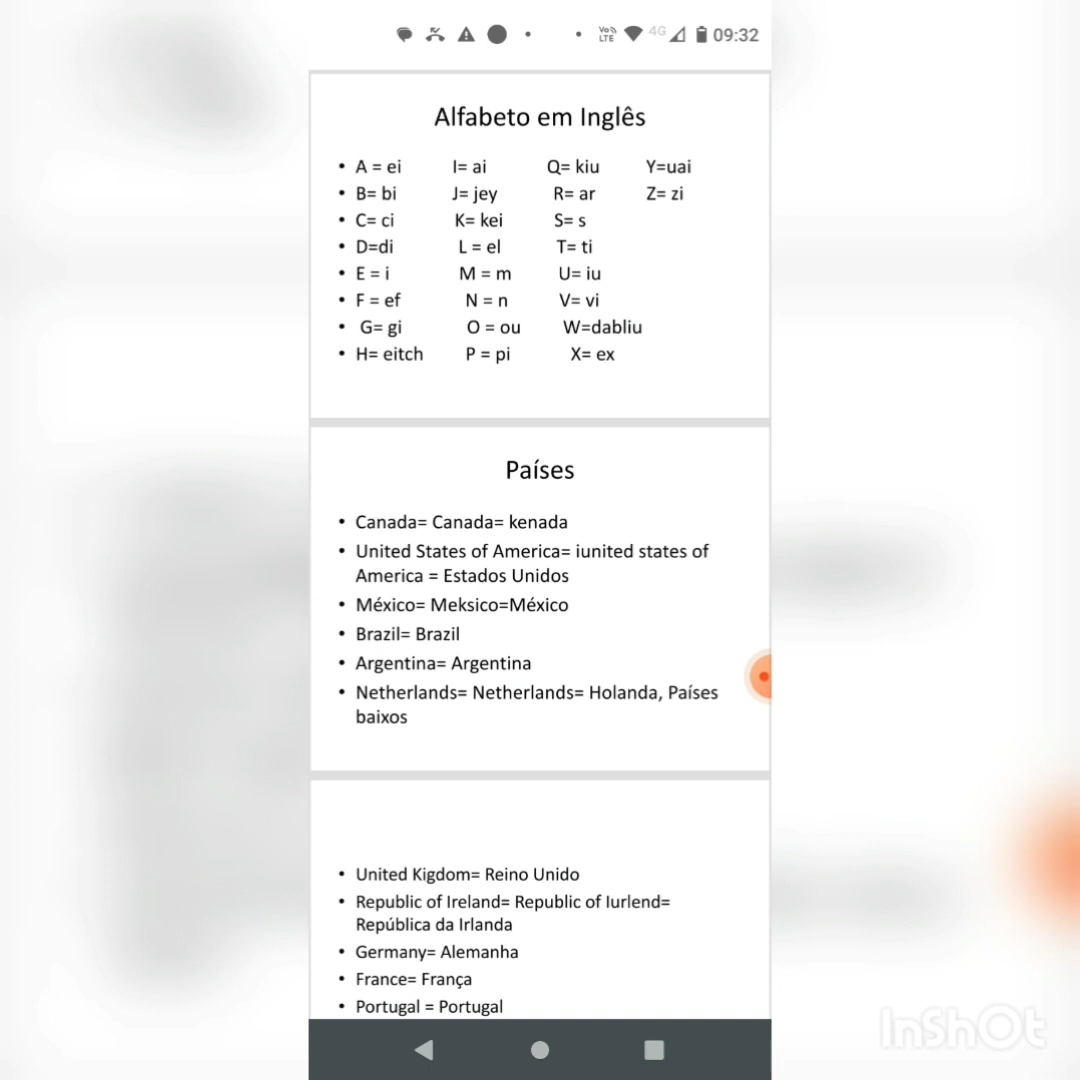 Vo LTE 4G 09:32
Alfabeto em Inglês
• A = ei I= ai Q= kiu Y=uai
• B= bi J= jey R= ar Z= zi
• C= ci K= kei S= s
• D=di L = el T= ti
• E = i M = m U= iu
• F = ef N = n V= vi
• G= gi O = ou W=dabliu
• H= eitch P = pi X= ex
Países
• Canada= Canada= kenada
• United States of America= iunited states of
America = Estados Unidos
• México= Meksico=México
• Brazil= Brazil
• Argentina= Argentina
• Netherlands= Netherlands= Holanda, Países
baixos
• United Kigdom= Reino Unido
• Republic of Ireland= Republic of Iurlend=
República da Irlanda
• Germany= Alemanha
• France= França
• Portugal = Portugal
InShOt